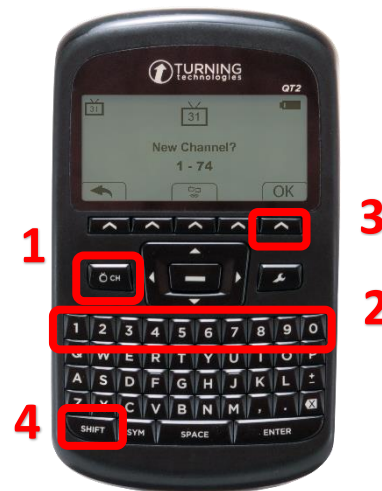 TURNING
technologies
QT2
31
31
New Channel?
1 - 74
OK
3
1
CH
2
1 2 3 4 5 6 7 8 9 0
Q W E R T Y U I O P
A S D F G H J K L ±
4
Z X C V B N M , .
SHIFT SYM SPACE ENTER